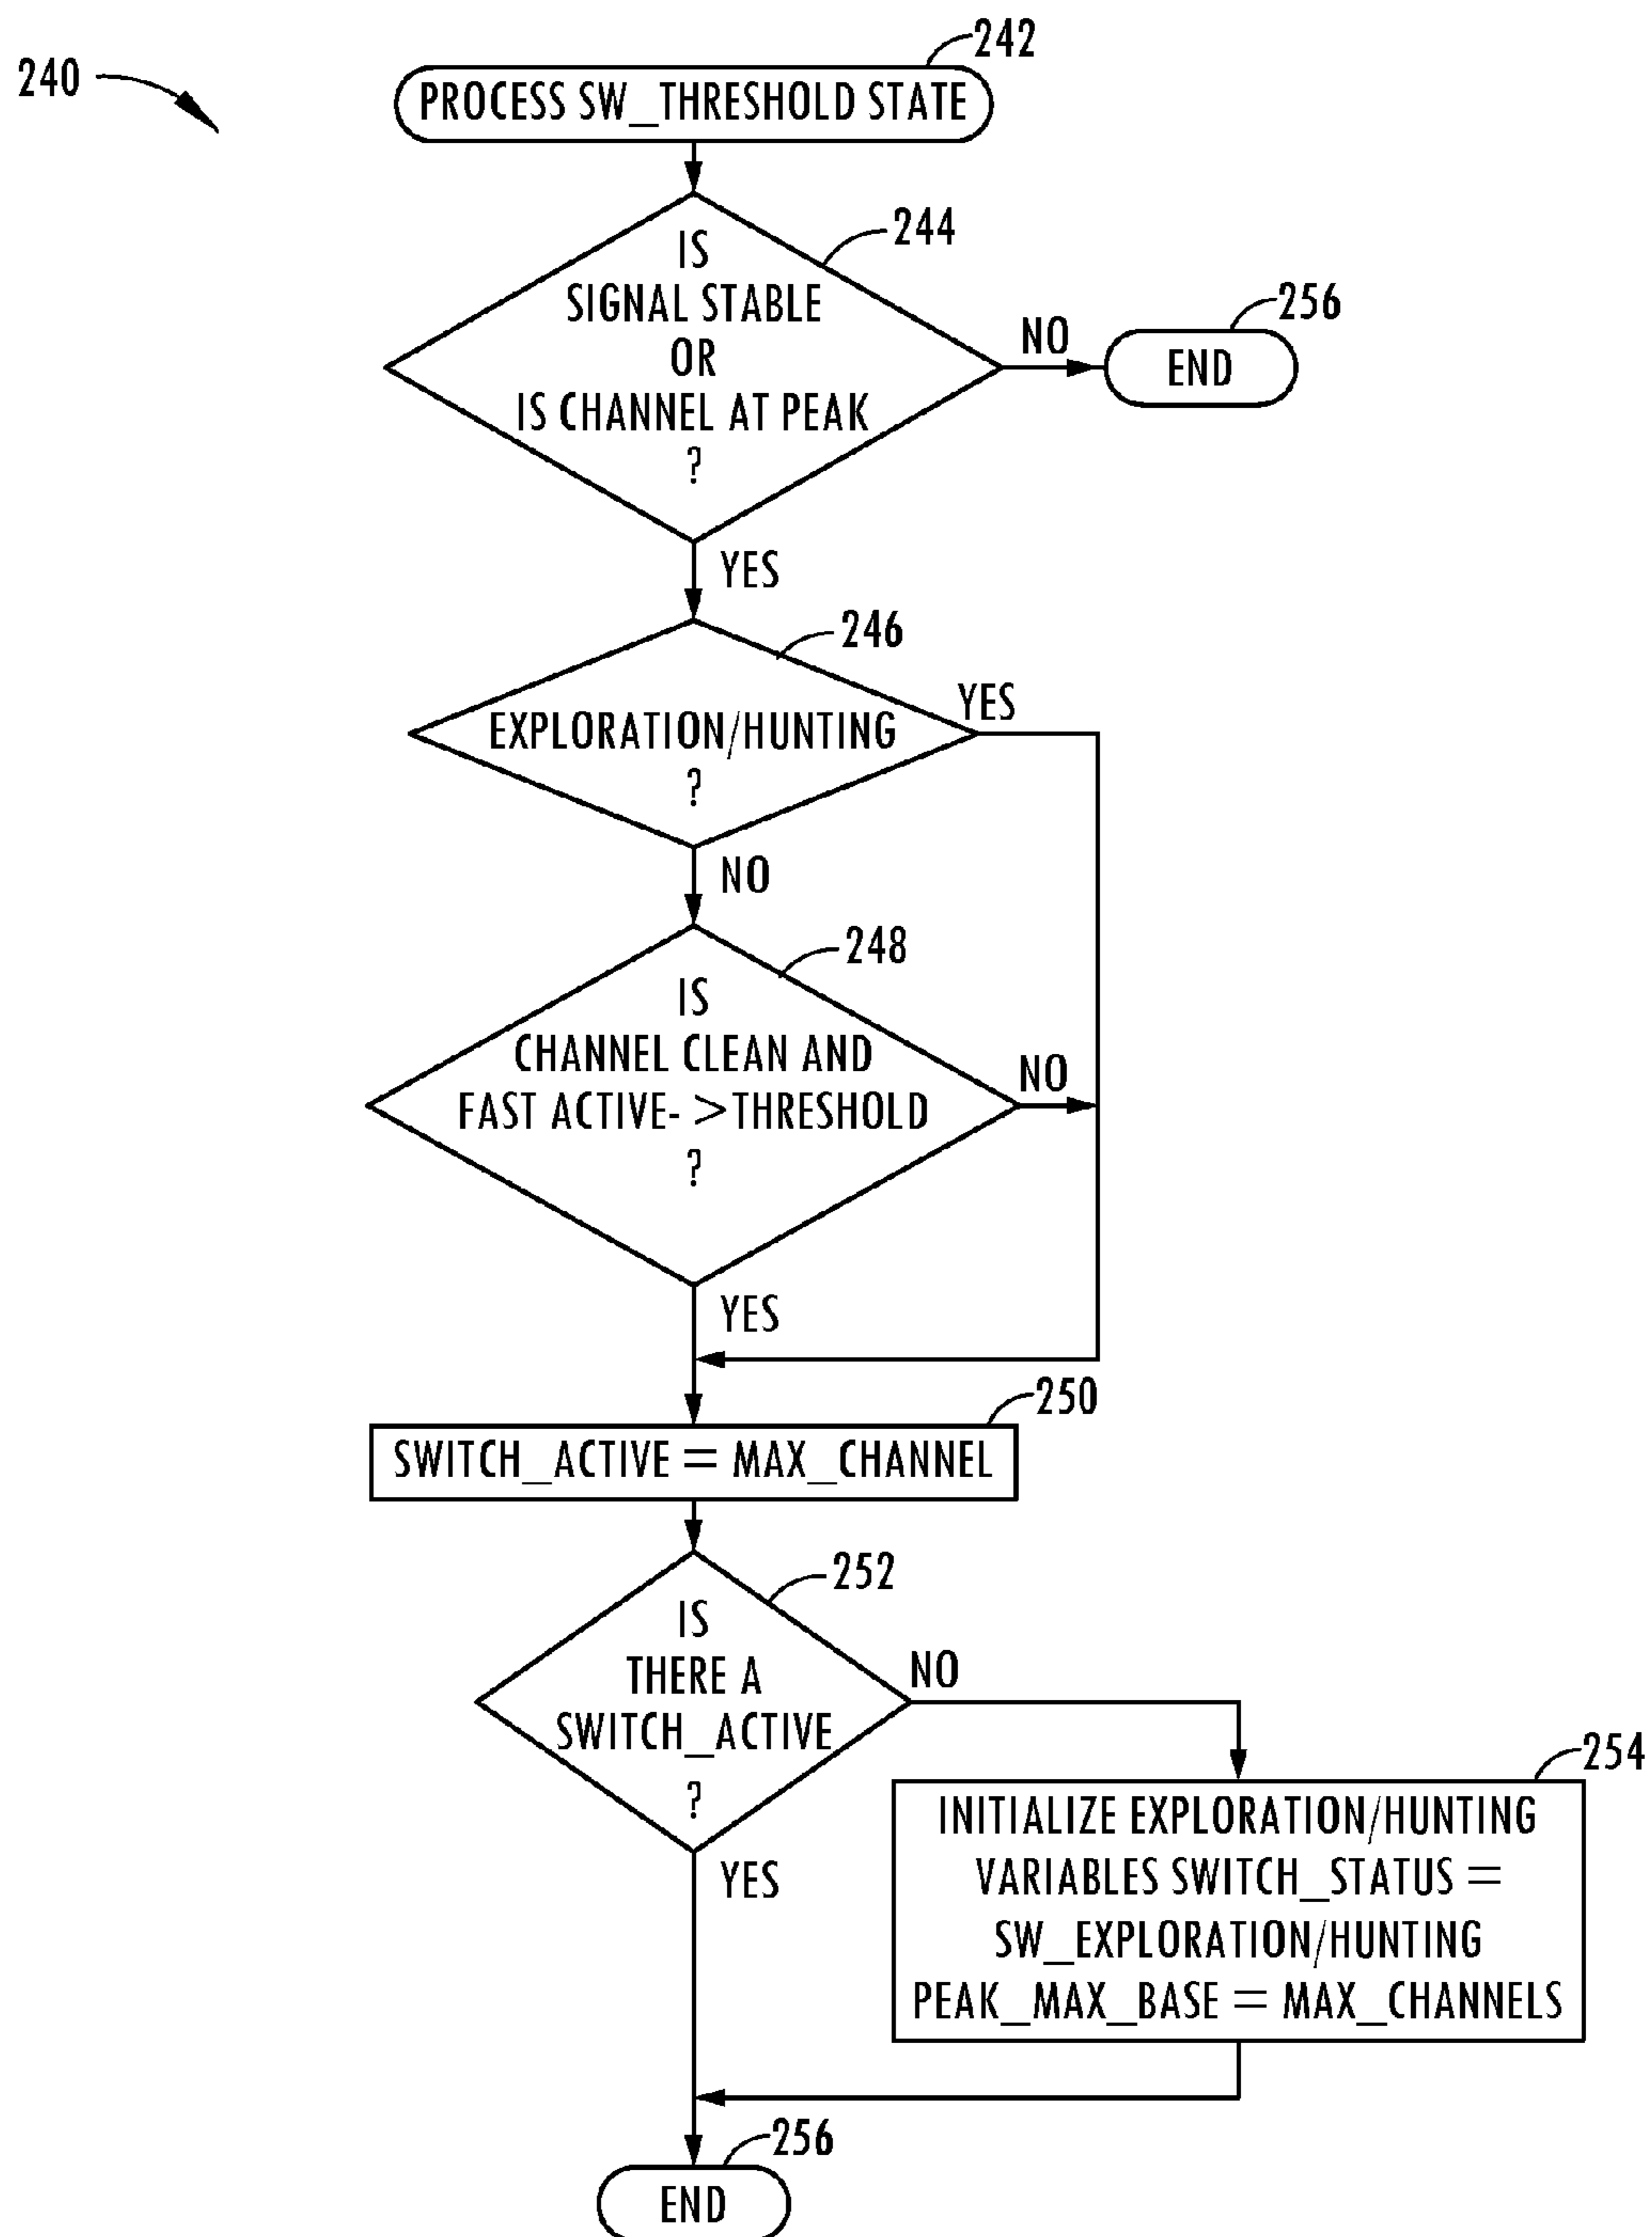 240
242
PROCESS SW_THRESHOLD STATE
244
IS
SIGNAL STABLE
OR
IS CHANNEL AT PEAK
?
NO
256
END
YES
246
EXPLORATION/HUNTING
?
YES
NO
248
IS
CHANNEL CLEAN AND
FAST ACTIVE- >THRESHOLD
?
NO
YES
250
SWITCH_ACTIVE = MAX_CHANNEL
252
IS
THERE A
SWITCH_ACTIVE
?
NO
YES
254
INITIALIZE EXPLORATION/HUNTING
VARIABLES SWITCH_STATUS =
SW_EXPLORATION/HUNTING
PEAK_MAX_BASE = MAX_CHANNELS
256
END